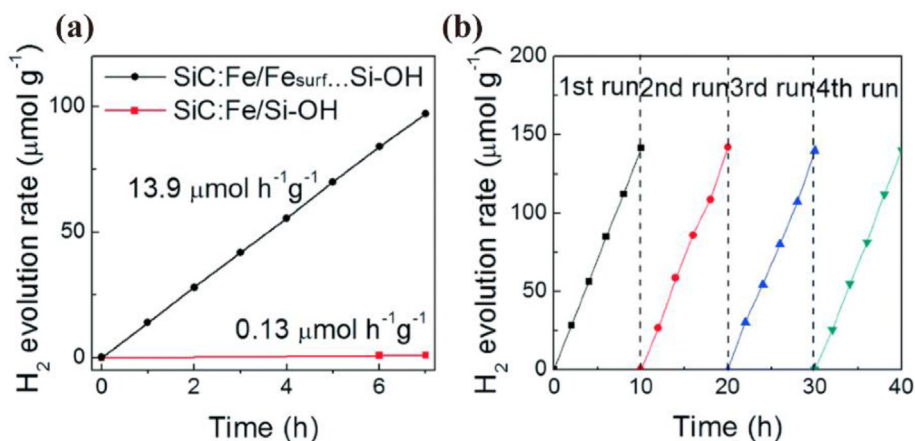 (a)
H₂ evolution rate (μmol g⁻¹)
100
50
0
SiC:Fe/Fesurf...Si-OH
SiC:Fe/Si-OH
13.9 μmol h⁻¹g⁻¹
0.13 μmol h⁻¹g⁻¹
0 2 4 6
Time (h)
(b)
H₂ evolution rate (μmol g⁻¹)
200
150
100
50
0
1st run 2nd run 3rd run 4th run
0 10 20 30 40
Time (h)